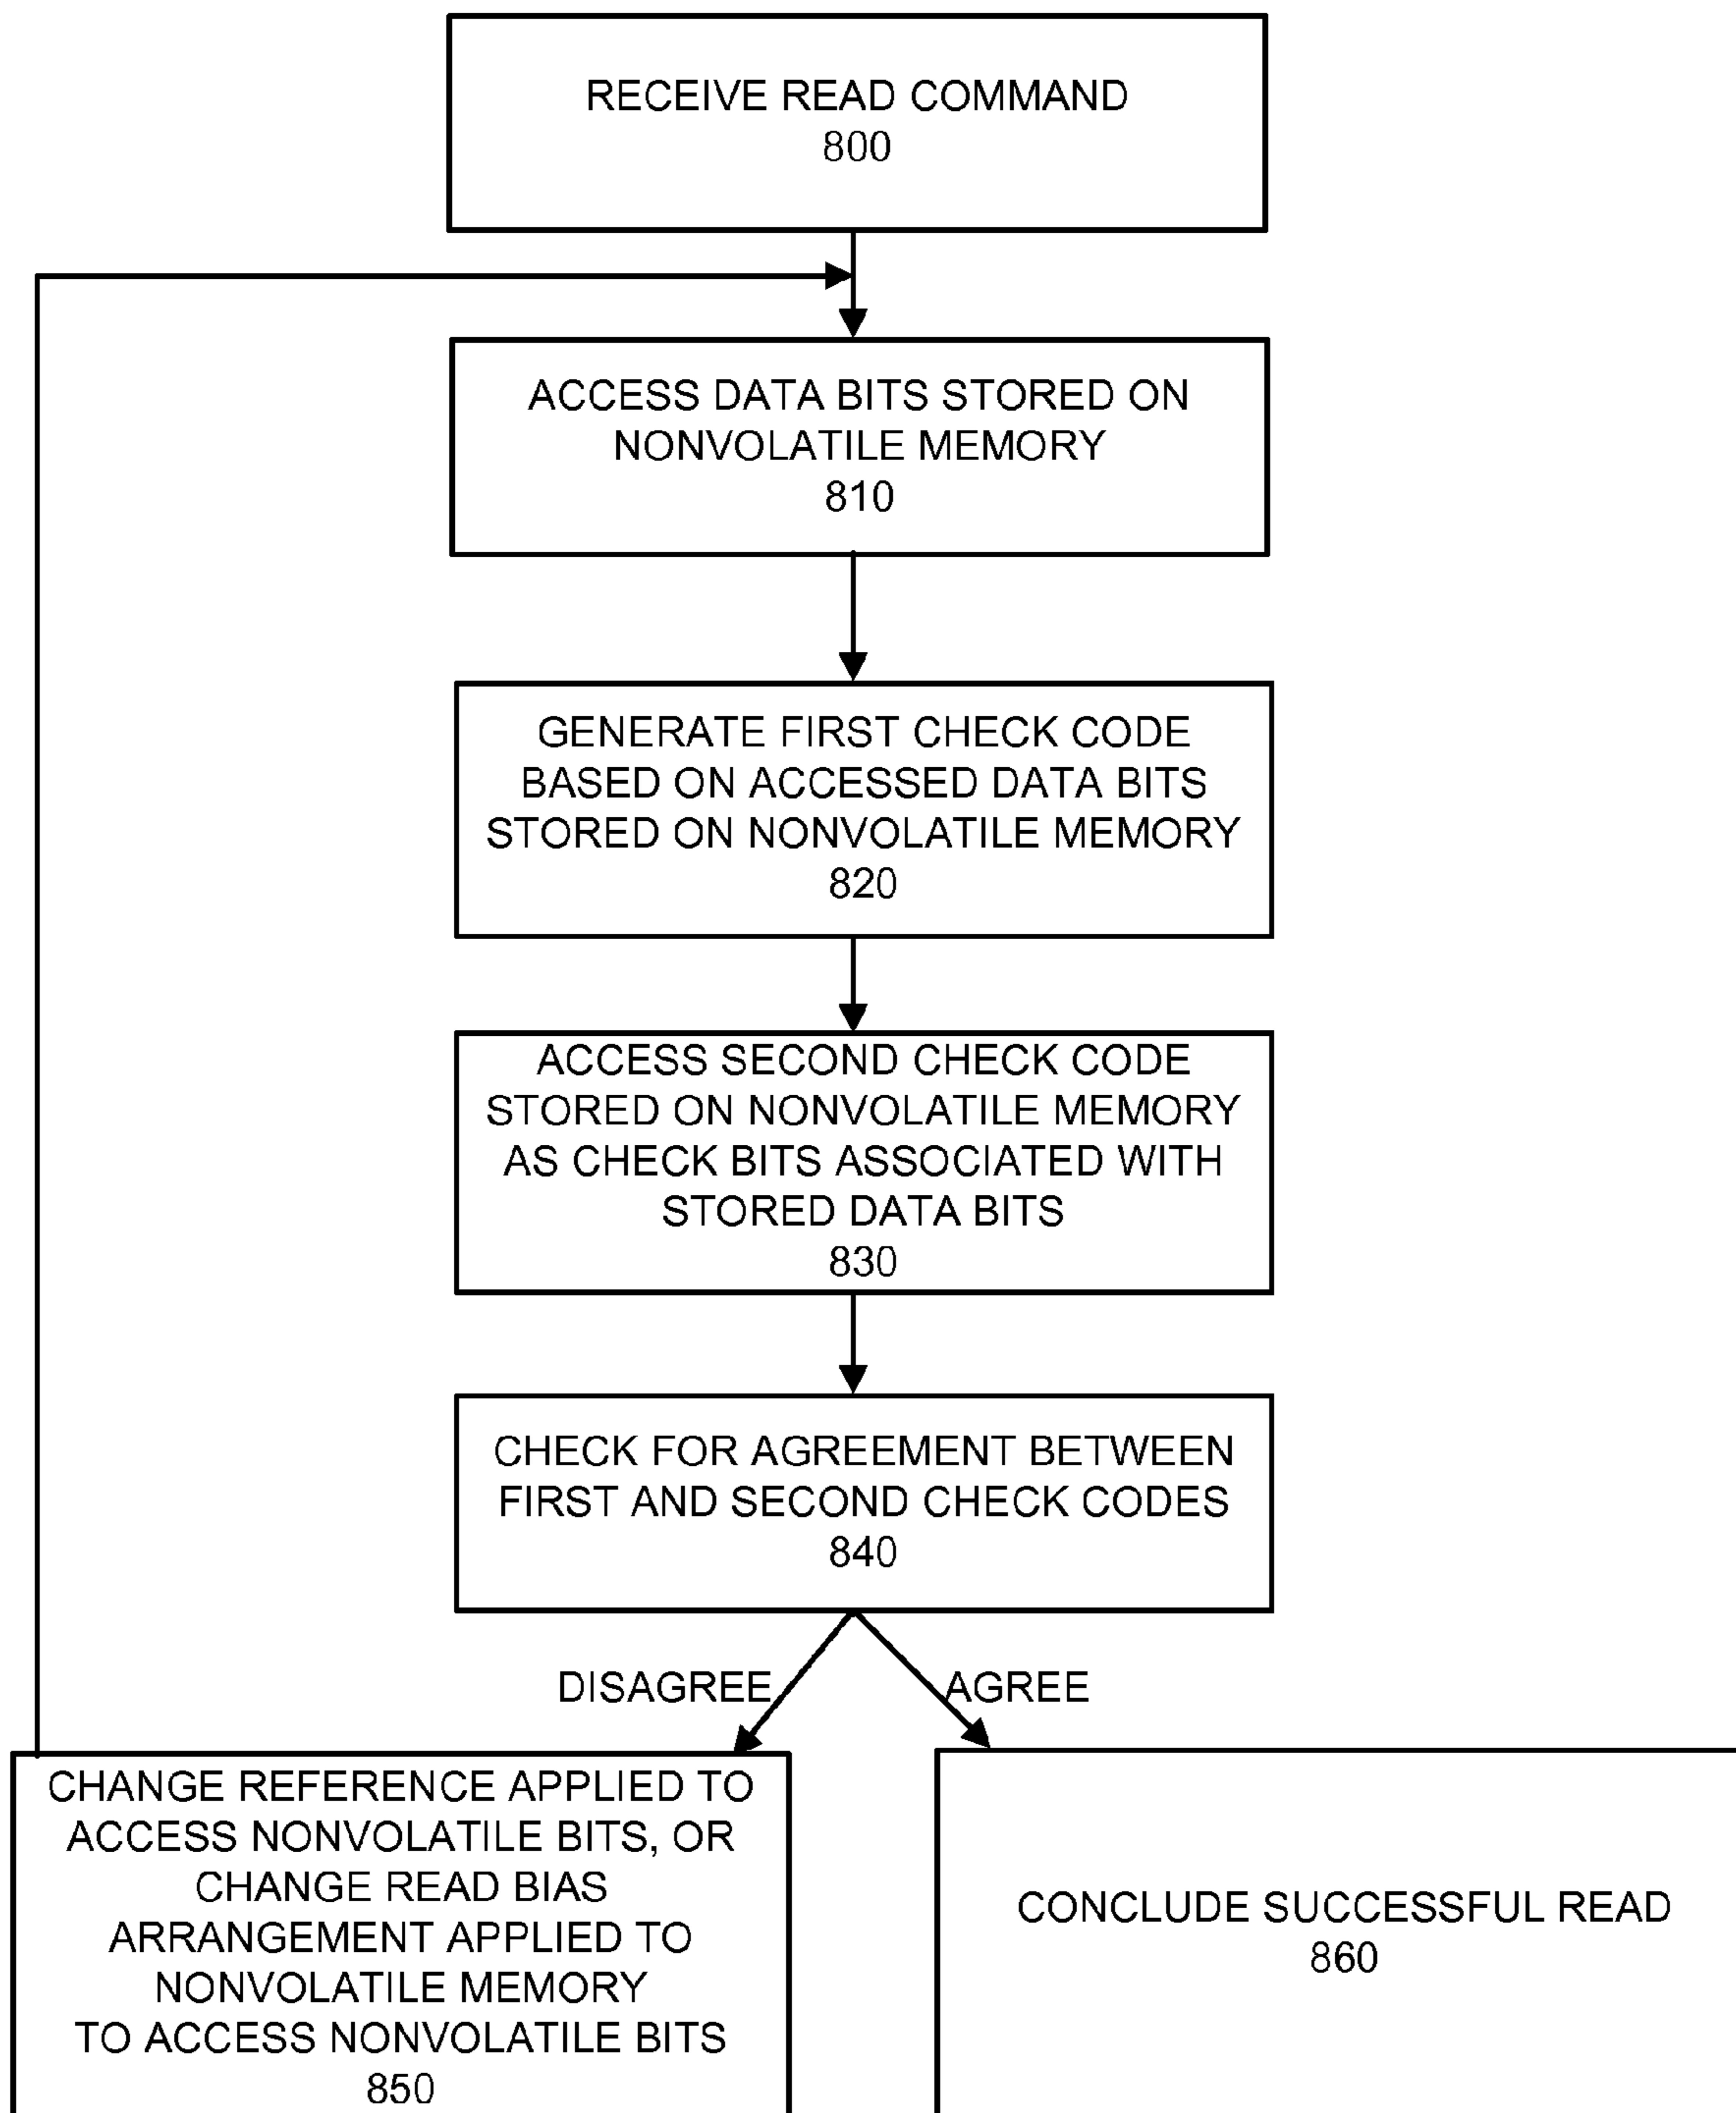 RECEIVE READ COMMAND
800
ACCESS DATA BITS STORED ON
NONVOLATILE MEMORY
810
GENERATE FIRST CHECK CODE
BASED ON ACCESSED DATA BITS
STORED ON NONVOLATILE MEMORY
820
ACCESS SECOND CHECK CODE
STORED ON NONVOLATILE MEMORY
AS CHECK BITS ASSOCIATED WITH
STORED DATA BITS
830
CHECK FOR AGREEMENT BETWEEN
FIRST AND SECOND CHECK CODES
840
DISAGREE
AGREE
CHANGE REFERENCE APPLIED TO
ACCESS NONVOLATILE BITS, OR
CHANGE READ BIAS
ARRANGEMENT APPLIED TO
NONVOLATILE MEMORY
TO ACCESS NONVOLATILE BITS
850
CONCLUDE SUCCESSFUL READ
860